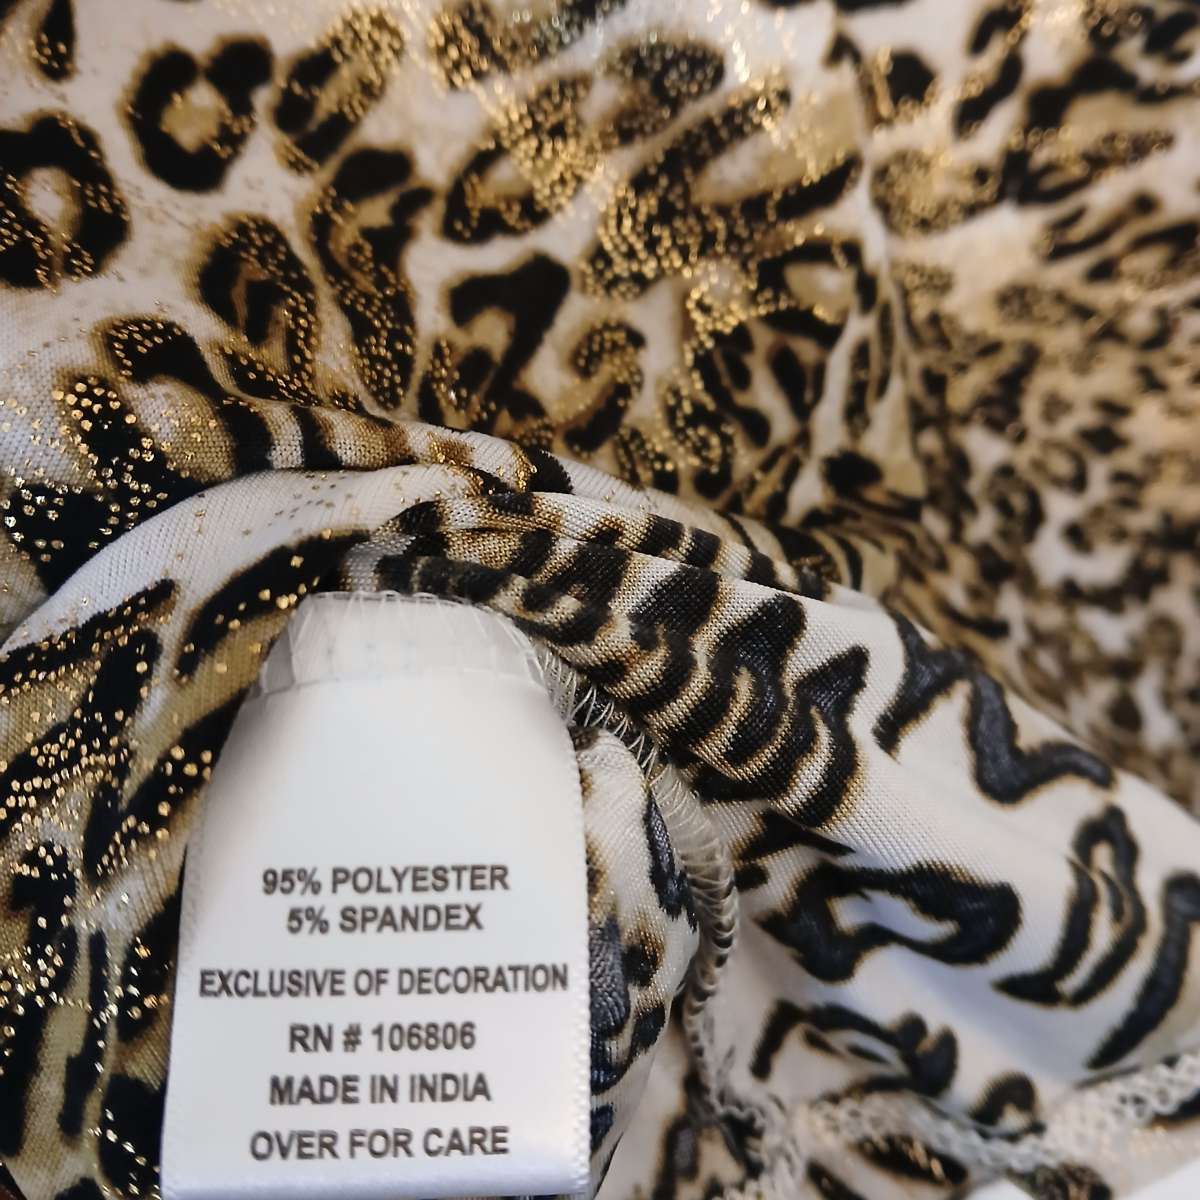 95% POLYESTER
5% SPANDEX
EXCLUSIVE OF DECORATION
RN # 106806
MADE IN INDIA
OVER FOR CARE